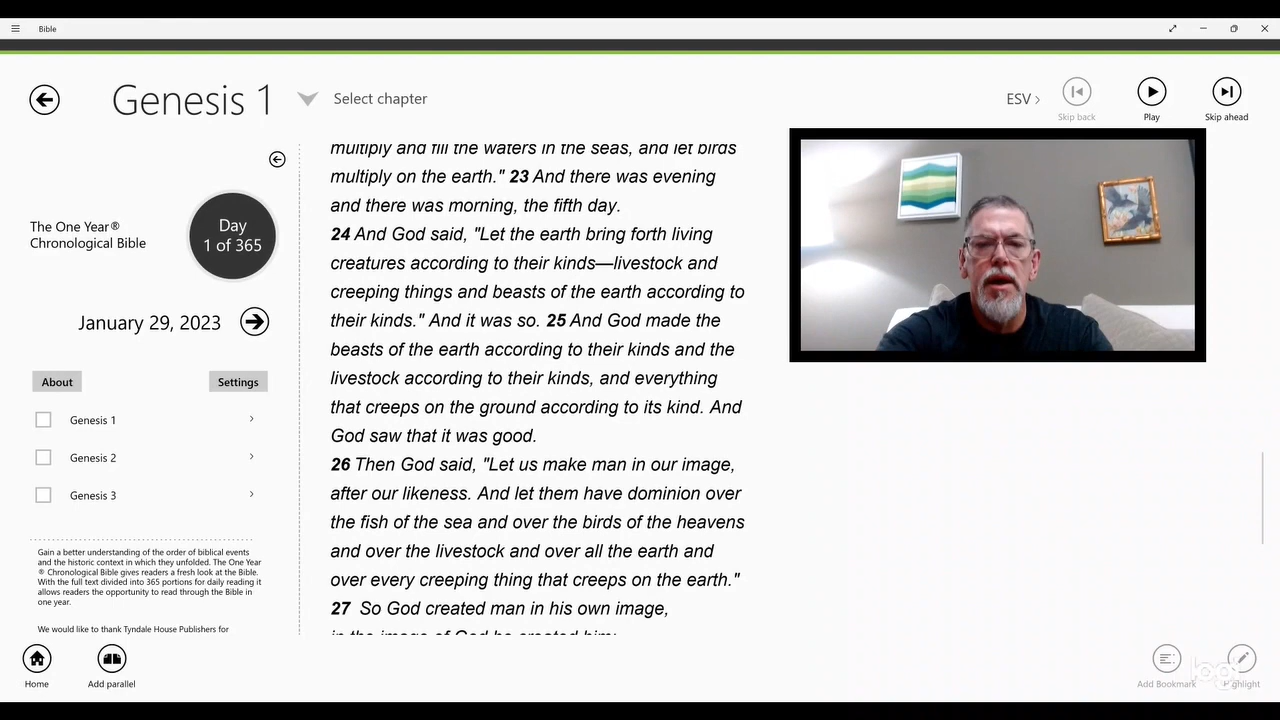 Bible
Genesis 1
Select chapter
ESV
Skip back
Play
Skip ahead
The One Year®
Chronological Bible
Day
1 of 365
January 29, 2023
About
Settings
Genesis 1
Genesis 2
Genesis 3
Gain a better understanding of the order of biblical events
and the historic context in which they unfolded. The One Year
® Chronological Bible gives readers a fresh look at the Bible.
With the full text divided into 365 portions for daily reading it
allows readers the opportunity to read through the Bible in
one year.
We would like to thank Tyndale House Publishers for
multiply and fill the waters in the seas, and let birds
multiply on the earth." 23 And there was evening
and there was morning, the fifth day.
24 And God said, "Let the earth bring forth living
creatures according to their kinds—livestock and
creeping things and beasts of the earth according to
their kinds." And it was so. 25 And God made the
beasts of the earth according to their kinds and the
livestock according to their kinds, and everything
that creeps on the ground according to its kind. And
God saw that it was good.
26 Then God said, "Let us make man in our image,
after our likeness. And let them have dominion over
the fish of the sea and over the birds of the heavens
and over the livestock and over all the earth and
over every creeping thing that creeps on the earth."
27 So God created man in his own image,
in the image of God he created him;
Home
Add parallel
Add Bookmark
Highlight
logi